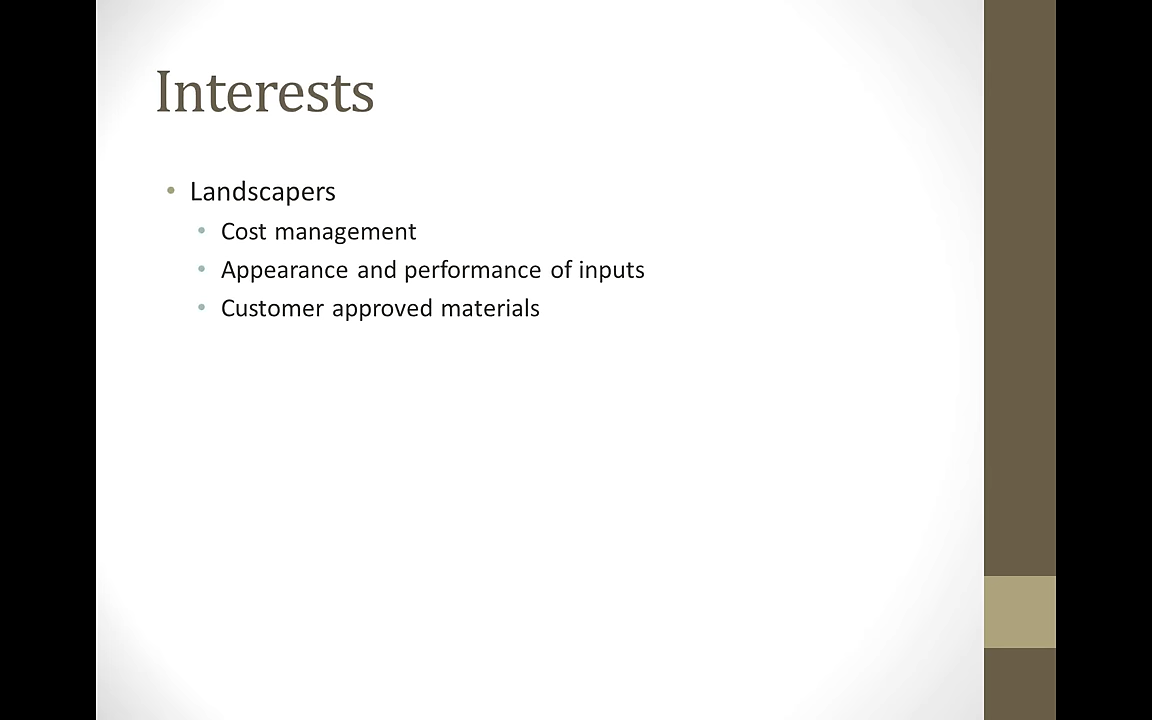 Interests
• Landscapers
• Cost management
• Appearance and performance of inputs
• Customer approved materials